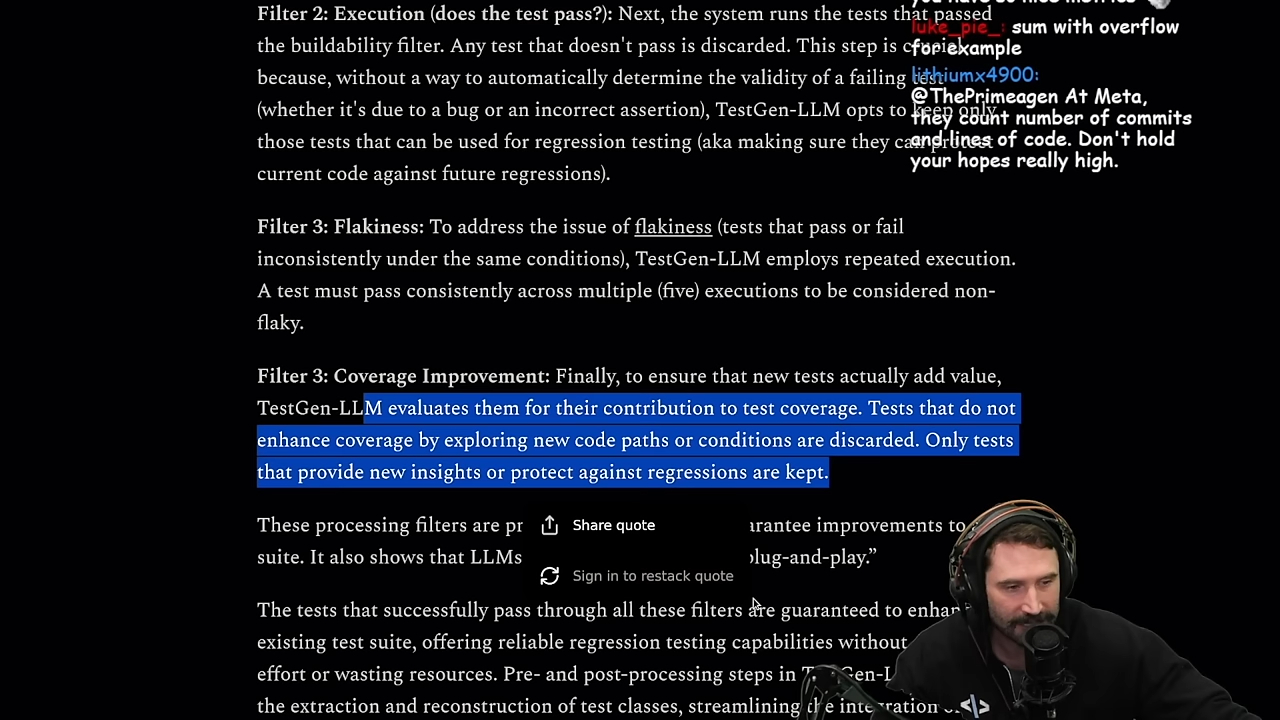 Filter 2: Execution (does the test pass?): Next, the system runs the tests that passed
the buildability filter. Any test that doesn't pass is discarded. This step is crucial
because, without a way to automatically determine the validity of a failing test
(whether it's due to a bug or an incorrect assertion), TestGen-LLM opts to keep only
those tests that can be used for regression testing (aka making sure they can protect
current code against future regressions).
Filter 3: Flakiness: To address the issue of flakiness (tests that pass or fail
inconsistently under the same conditions), TestGen-LLM employs repeated execution.
A test must pass consistently across multiple (five) executions to be considered non-
flaky.
Filter 3: Coverage Improvement: Finally, to ensure that new tests actually add value,
TestGen-LLM evaluates them for their contribution to test coverage. Tests that do not
enhance coverage by exploring new code paths or conditions are discarded. Only tests
that provide new insights or protect against regressions are kept.
These processing filters are pr arantee improvements to a
suite. It also shows that LLMs plug-and-play.”
Share quote
Sign in to restack quote
The tests that successfully pass through all these filters are guaranteed to enhan
existing test suite, offering reliable regression testing capabilities without
effort or wasting resources. Pre- and post-processing steps in TestGen-L
the extraction and reconstruction of test classes, streamlining the integration of
luke_pie_: sum with overflow
for example
lithiumx4900:
@ThePrimeagen At Meta,
they count number of commits
and lines of code. Don't hold
your hopes really high.